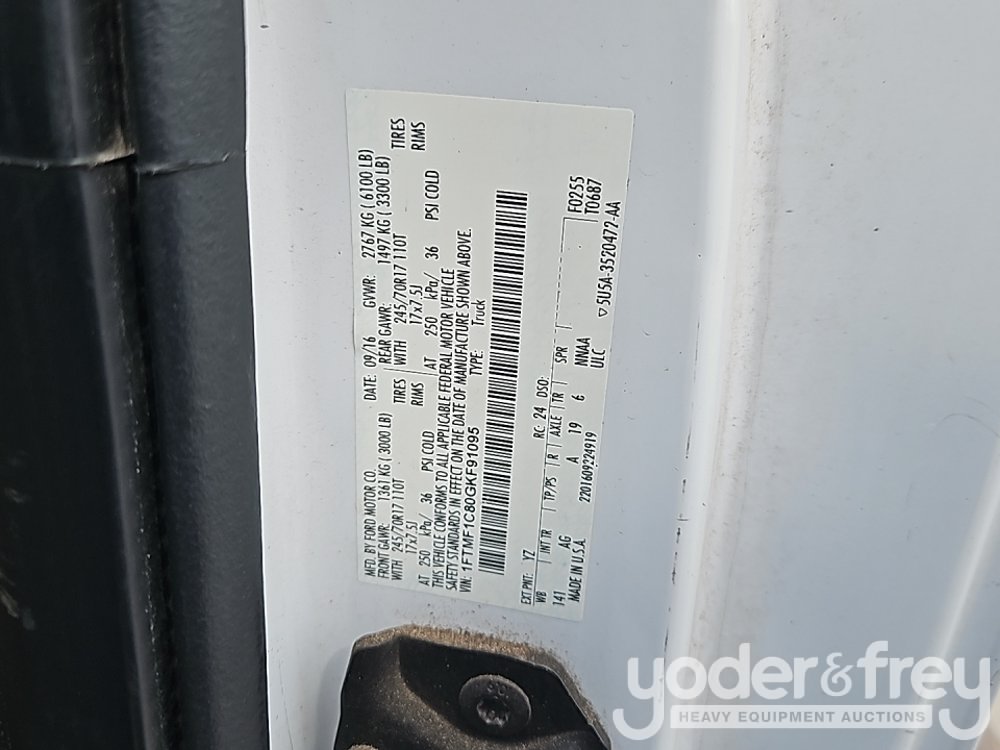 MFD. BY FORD MOTOR CO. DATE: 09/16 GVWR: 2767 KG ( 6100 LB)
FRONT GAWR: 1361 KG ( 3000 LB) REAR GAWR: 1497 KG ( 3300 LB)
WITH 245/70R17 110T TIRES WITH 245/70R17 110T TIRES
17x7.5J RIMS 17x7.5J RIMS
AT 250 kPa/ 36 PSI COLD AT 250 kPa/ 36 PSI COLD
THIS VEHICLE CONFORMS TO ALL APPLICABLE FEDERAL MOTOR VEHICLE
SAFETY STANDARDS IN EFFECT ON THE DATE OF MANUFACTURE SHOWN ABOVE.
VIN: 1FTMF1C80GKF91095 TYPE: Truck
EXT PNT: YZ RC: 24 DSO: F0255
WB INT TR TP/PS R AXLE TR SPR T0687
141 AG A 19 6 NNAA 5U5A-3520472-AA
MADE IN U.S.A. 2201609224919 ULC
yoder&frey
HEAVY EQUIPMENT AUCTIONS